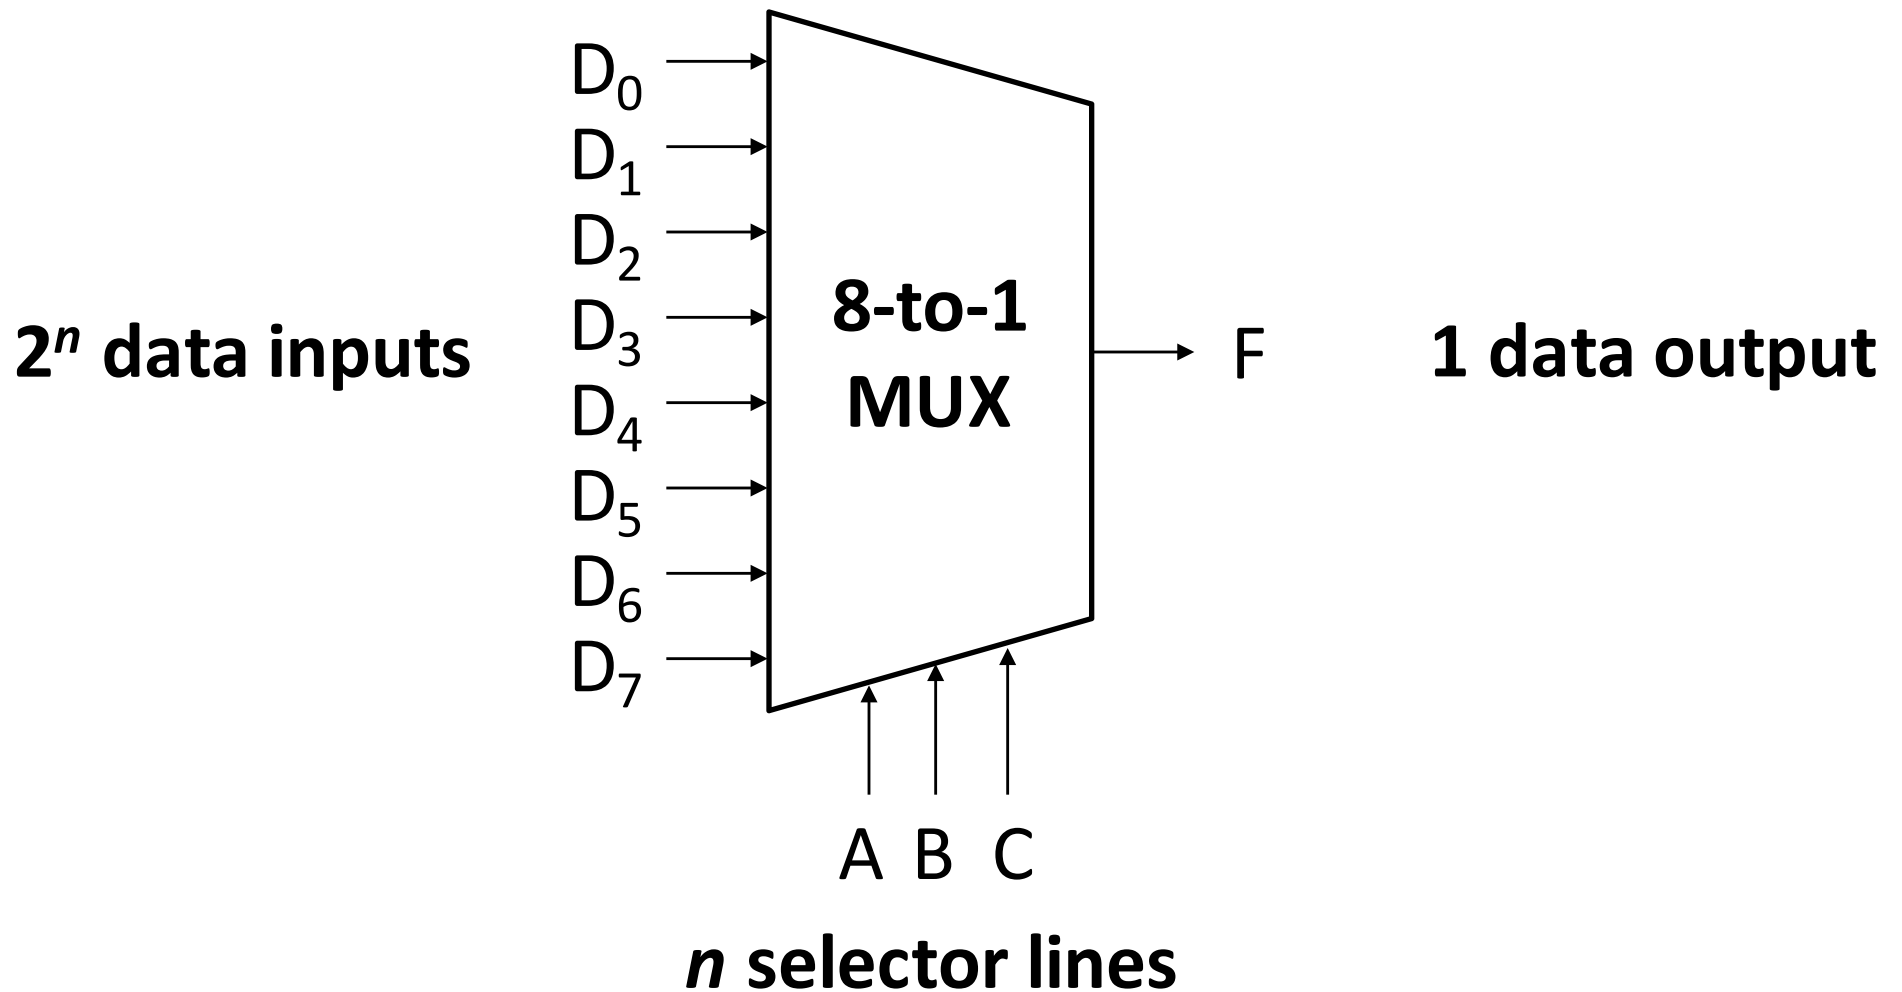 D₀
D₁
D₂
D₃
D₄
D₅
D₆
D₇
2ⁿ data inputs
8-to-1
MUX
F
1 data output
A B C
n selector lines